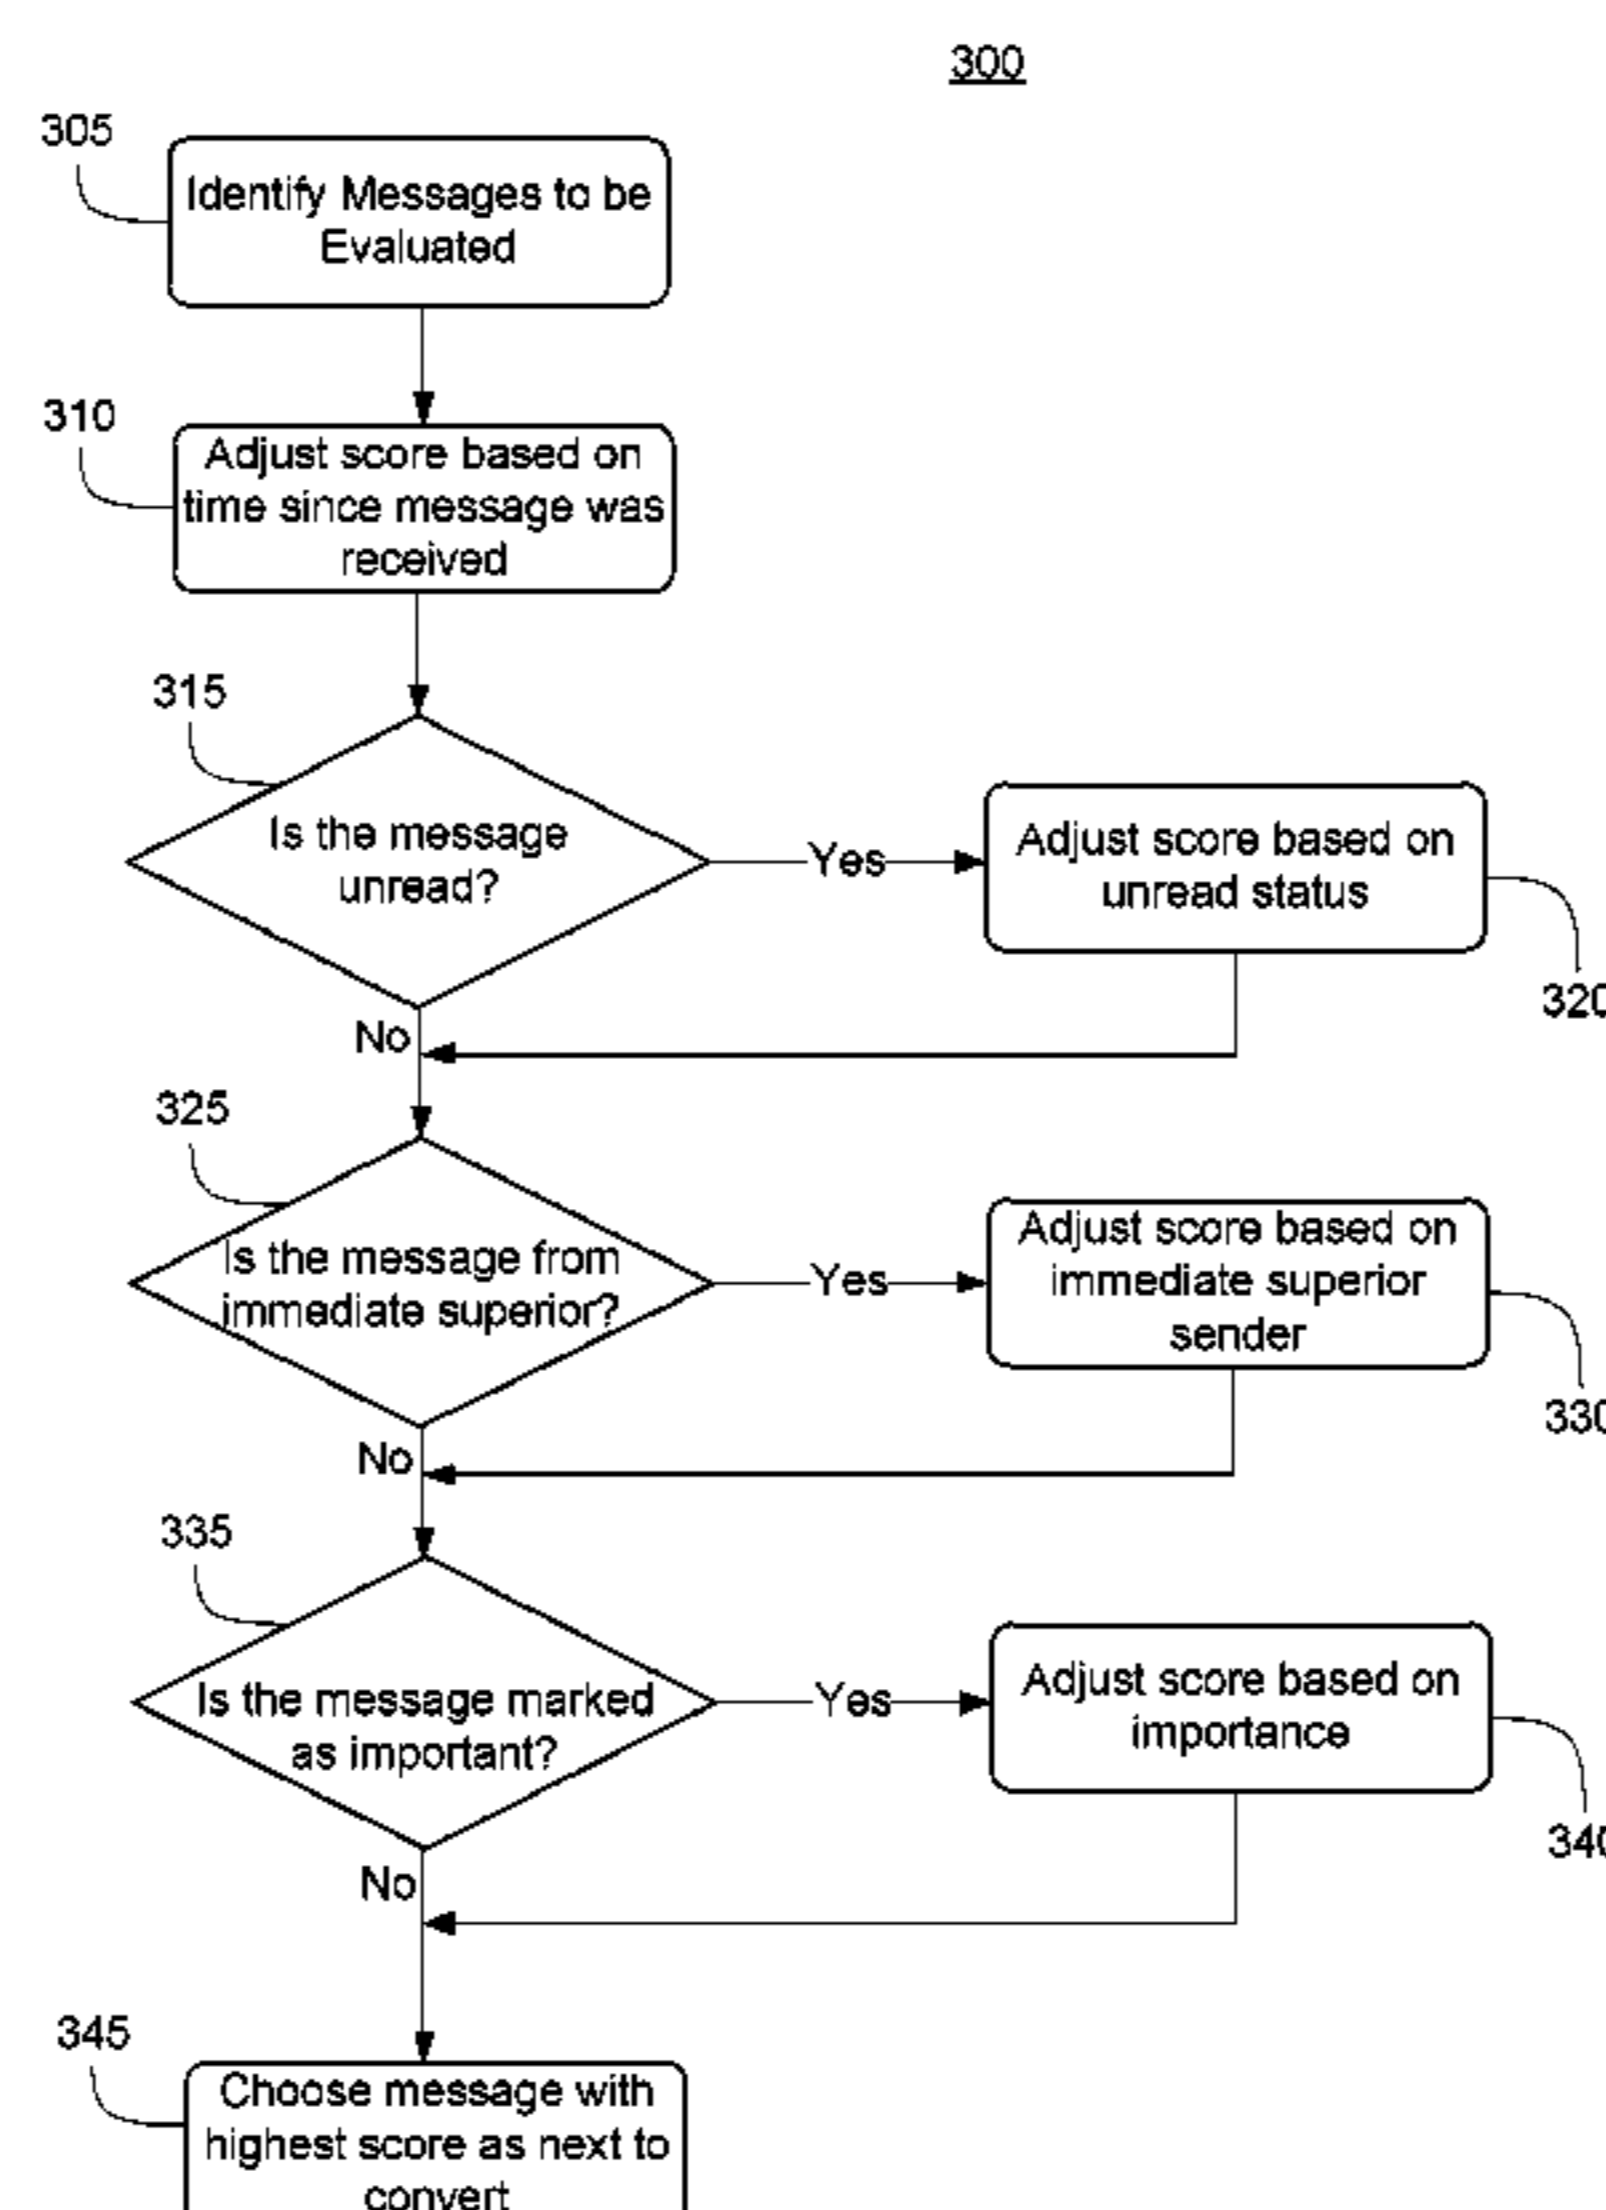 300
305
Identify Messages to be
Evaluated
310
Adjust score based on
time since message was
received
315
Is the message
unread?
Yes
Adjust score based on
unread status
320
No
325
Is the message from
immediate superior?
Yes
Adjust score based on
immediate superior
sender
330
No
335
Is the message marked
as important?
Yes
Adjust score based on
importance
340
No
345
Choose message with
highest score as next to
convert